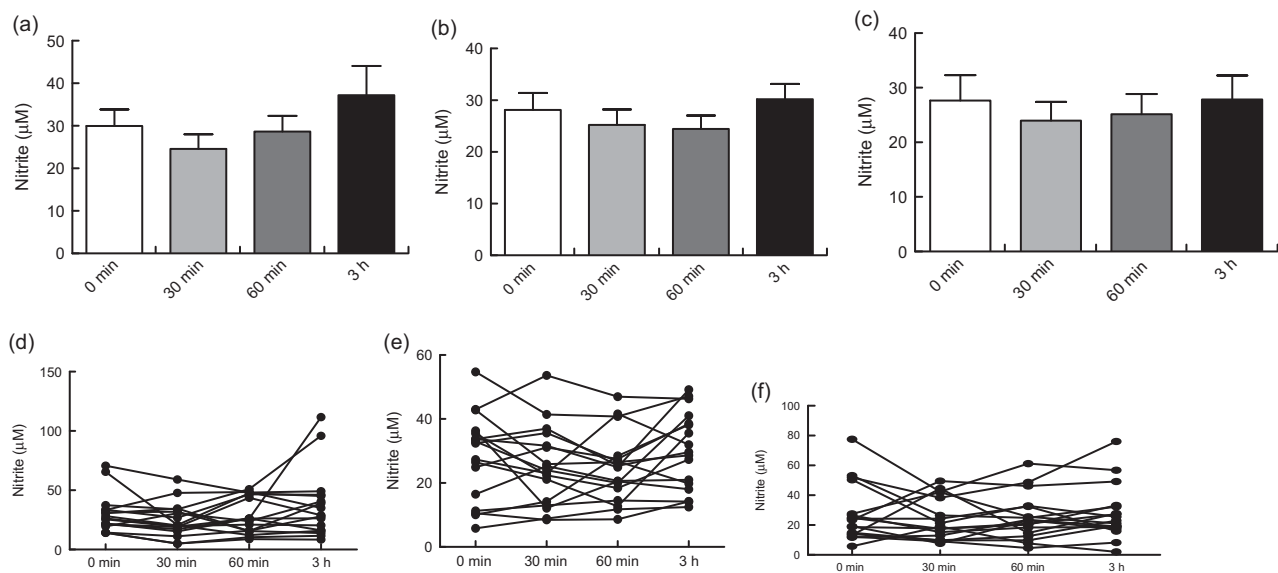 (a)
Nitrite (μM)
50
40
30
20
10
0
0 min
30 min
60 min
3 h
(b)
Nitrite (μM)
40
30
20
10
0
0 min
30 min
60 min
3 h
(c)
Nitrite (μM)
40
30
20
10
0
0 min
30 min
60 min
3 h
(d)
Nitrite (μM)
150
100
50
0
0 min 30 min 60 min 3 h
(e)
Nitrite (μM)
60
40
20
0
0 min 30 min 60 min 3 h
(f)
Nitrite (μM)
100
80
60
40
20
0
0 min 30 min 60 min 3 h